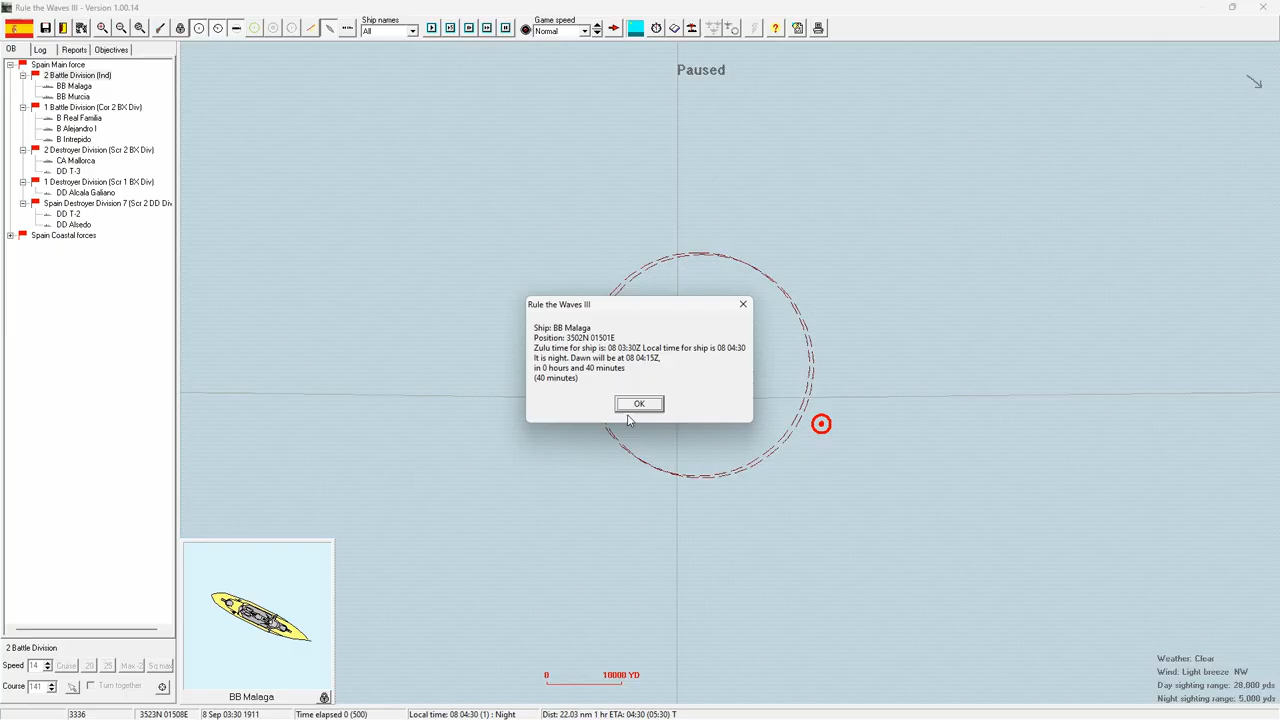 Rule the Waves III - Version 1.00.14
Ship names
All
Game speed
Normal
OB
Log
Reports
Objectives
Paused
Spain Main force
2 Battle Division (Ind)
BB Malaga
BB Murcia
1 Battle Division (Cor 2 BX Div)
B Real Familia
B Alejandro I
B Intrepido
2 Destroyer Division (Scr 2 BX Div)
CA Mallorca
DD T-3
1 Destroyer Division (Scr 1 BX Div)
DD Alcala Galiano
Spain Destroyer Division 7 (Scr 2 DD Div
DD T-2
DD Alsedo
Spain Coastal forces
Rule the Waves III
Ship: BB Malaga
Position: 3502N 01501E
Zulu time for ship is: 08 03:30Z Local time for ship is 08 04:30
It is night. Dawn will be at 08 04:15Z,
in 0 hours and 40 minutes
(40 minutes)
OK
2 Battle Division
Speed 14 Cruise 20 25 Max -2 Sq max
Course 141 Turn together
BB Malaga
0 10000 YD
Weather: Clear
Wind: Light breeze NW
Day sighting range: 28,000 yds
Night sighting range: 5,000 yds
3336
3523N 01508E
8 Sep 03:30 1911
Time elapsed 0 (500)
Local time: 08 04:30 (1) : Night
Dist: 22.03 nm 1 hr ETA: 04:30 (05:30) T